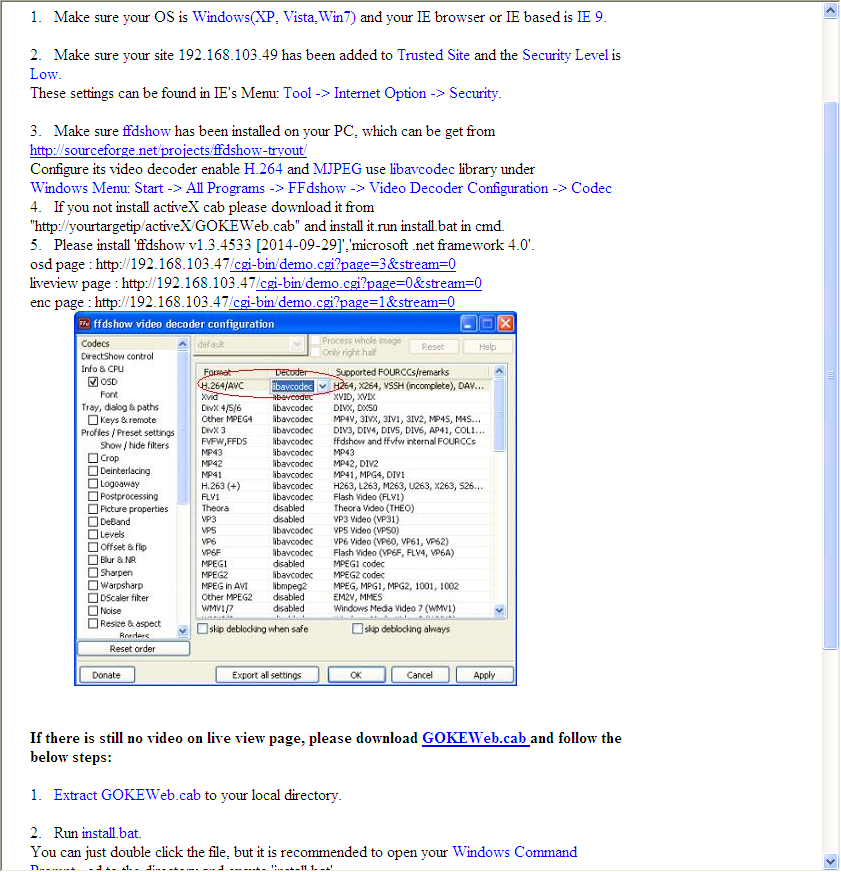 1. Make sure your OS is Windows(XP, Vista,Win7) and your IE browser or IE based is IE 9.
2. Make sure your site 192.168.103.49 has been added to Trusted Site and the Security Level is
Low.
These settings can be found in IE's Menu: Tool -> Internet Option -> Security.
3. Make sure ffdshow has been installed on your PC, which can be get from
http://sourceforge.net/projects/ffdshow-tryout/
Configure its video decoder enable H.264 and MJPEG use libavcodec library under
Windows Menu: Start -> All Programs -> FFdshow -> Video Decoder Configuration -> Codec
4. If you not install activeX cab please download it from
"http://yourtargetip/activeX/GOKEWeb.cab" and install it.run install.bat in cmd.
5. Please install 'ffdshow v1.3.4533 [2014-09-29]','microsoft .net framework 4.0'.
osd page : http://192.168.103.47/cgi-bin/demo.cgi?page=3&stream=0
liveview page : http://192.168.103.47/cgi-bin/demo.cgi?page=0&stream=0
enc page : http://192.168.103.47/cgi-bin/demo.cgi?page=1&stream=0
ffdshow video decoder configuration
Codecs
DirectShow control
Info & CPU
OSD
Font
Tray, dialog & paths
Keys & remote
Profiles / Preset settings
Show / hide filters
Crop
Deinterlacing
Logoaway
Postprocessing
Picture properties
DeBand
Levels
Offset & flip
Blur & NR
Sharpen
Warpsharp
DScaler filter
Noise
Resize & aspect
Borders
Reset order
default
Process whole image
Only right half
Reset
Help
Format Decoder Supported FOURCCs/remarks
H.264/AVC libavcodec H264, X264, VSSH (incomplete), DAV...
Xvid libavcodec XVID, XVIX
DivX 4/5/6 libavcodec DIVX, DX50
Other MPEG4 libavcodec MP4V, 3IVX, 3IV1, 3IV2, MP4S, M4S...
DivX 3 libavcodec DIV3, DIV4, DIV5, DIV6, AP41, COL1...
FVFW,FFDS libavcodec ffdshow and ffvfw internal FOURCCs
MP43 libavcodec MP43
MP42 libavcodec MP42, DIV2
MP41 libavcodec MP41, MPG4, DIV1
H.263 (+) libavcodec H263, L263, M263, U263, X263, S26...
FLV1 libavcodec Flash Video (FLV1)
Theora disabled Theora Video (THEO)
VP3 disabled VP3 Video (VP31)
VP5 libavcodec VP5 Video (VP50)
VP6 libavcodec VP6 Video (VP60, VP61, VP62)
VP6F libavcodec Flash Video (VP6F, FLV4, VP6A)
MPEG1 disabled MPEG1 codec
MPEG2 libavcodec MPEG2 codec
MPEG in AVI libmpeg2 MPEG, MPG1, MPG2, 1001, 1002
Other MPEG2 disabled EM2V, MMES
WMV1/7 disabled Windows Media Video 7 (WMV1)
skip deblocking when safe
skip deblocking always
Donate
Export all settings
OK
Cancel
Apply
If there is still no video on live view page, please download GOKEWeb.cab and follow the
below steps:
1. Extract GOKEWeb.cab to your local directory.
2. Run install.bat.
You can just double click the file, but it is recommended to open your Windows Command